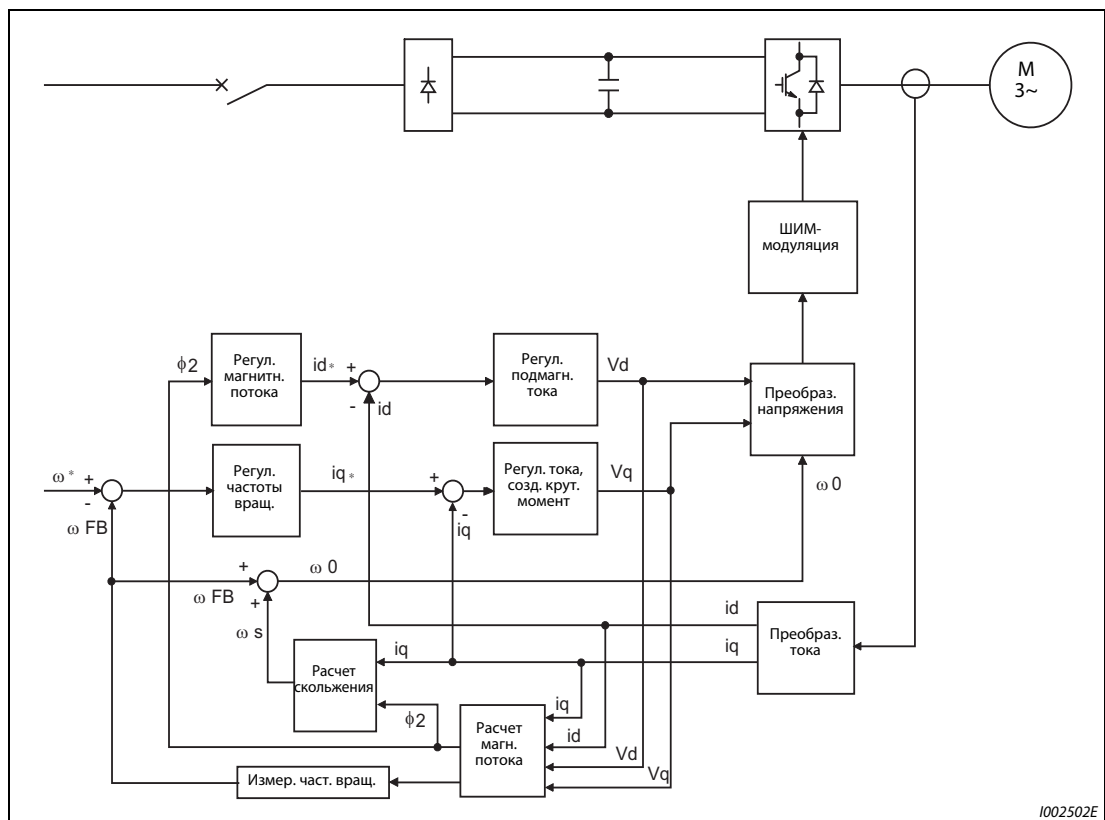 M
3~
ШИМ-
модуляция
ϕ2
Регул.
магнитн.
потока
id*
+
-
id
Регул.
подмагн.
тока
Vd
Преобраз.
напряжения
ω*
+
-
ω FB
Регул.
частоты
вращ.
iq*
+
-
iq
Регул. тока,
созд. крут.
момент
Vq
ω 0
+
ω FB
+
ω 0
ω s
Расчет
скольжения
iq
ϕ2
id
iq
Преобраз.
тока
Расчет
магн.
потока
iq
id
Vd
Vq
Измер. част. вращ.
I002502E